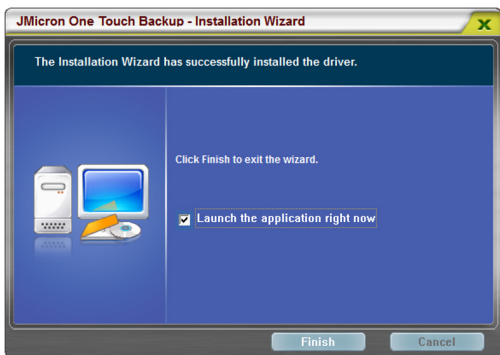 JMicron One Touch Backup - Installation Wizard
The Installation Wizard has successfully installed the driver.
Click Finish to exit the wizard.
Launch the application right now
Finish
Cancel